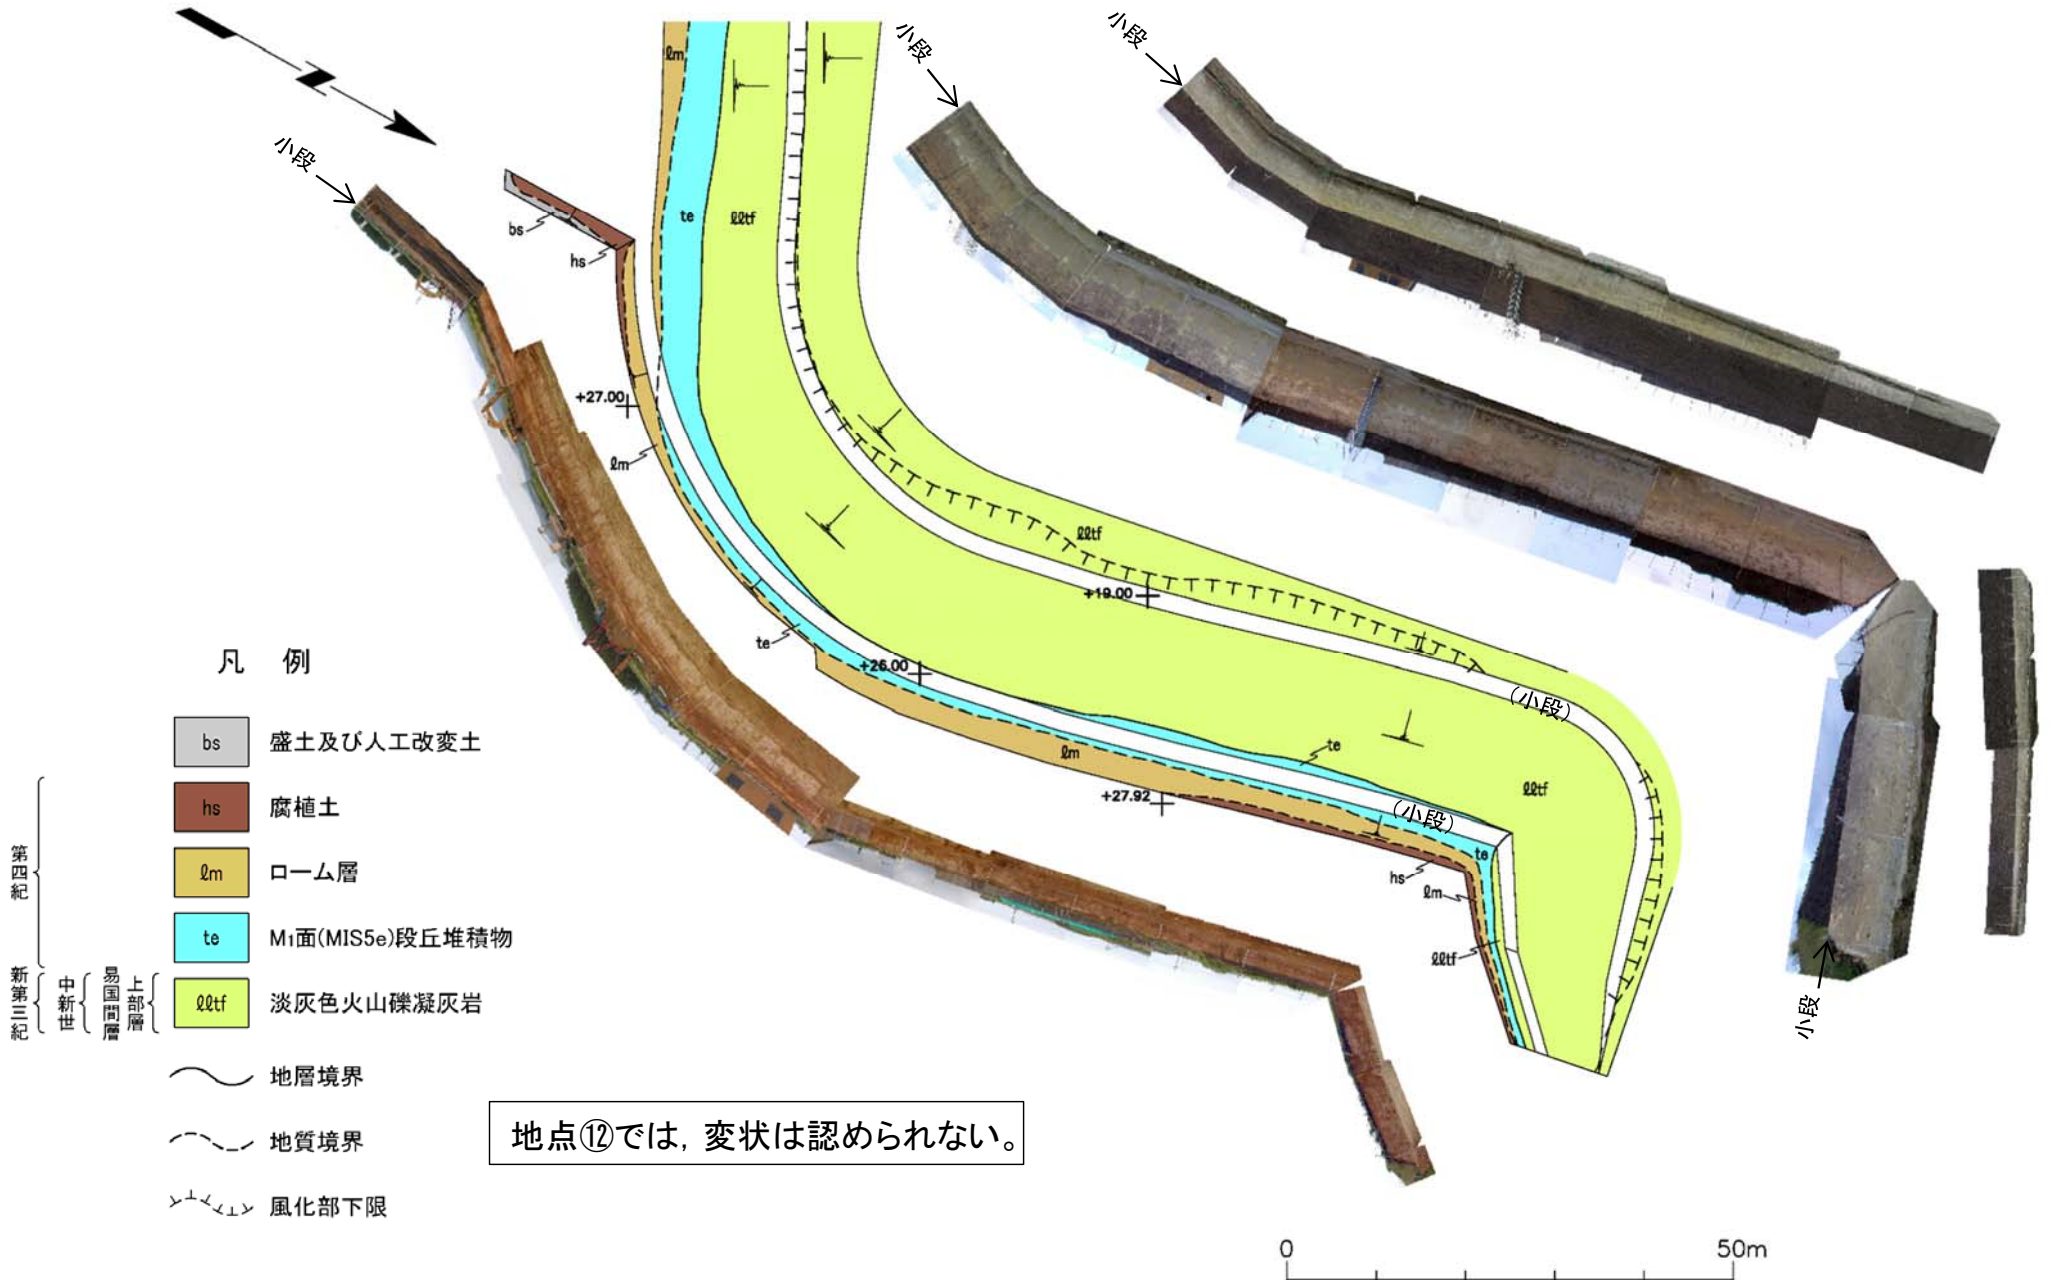 小段
小段
小段
ℓm
te
ℓℓtf
bs
hs
+27.00
ℓm
ℓℓtf
+19.00
te
+26.00
(小段)
ℓm
te
ℓℓtf
+27.92
(小段)
te
hs
ℓm
ℓℓtf
小段
凡 例
bs 盛土及び人工改変土
hs 腐植土
ℓm ローム層
te M1面(MIS5e)段丘堆積物
ℓℓtf 淡灰色火山礫凝灰岩
第四紀
新第三紀
中新世
易国間層
上部層
地層境界
地質境界
風化部下限
地点⑫では，変状は認められない。
0 50m